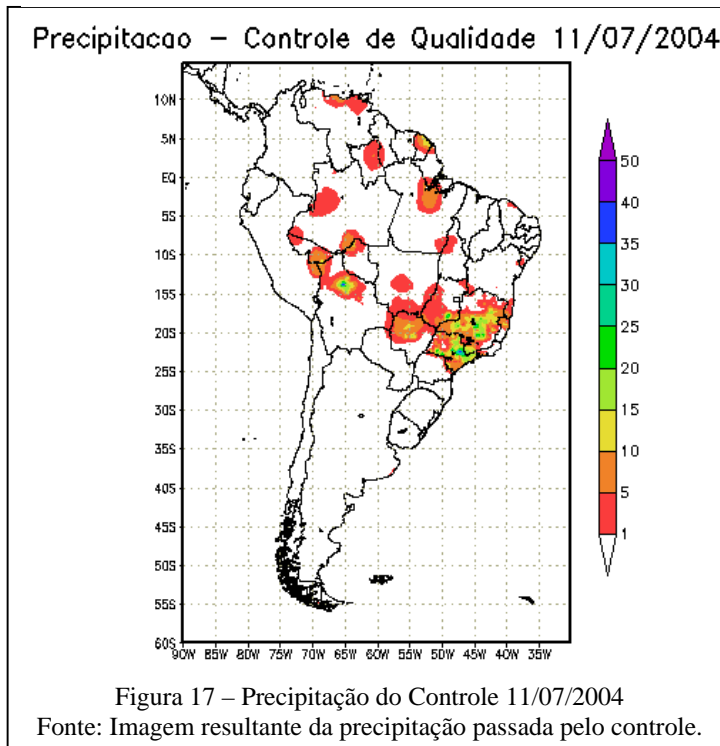 Precipitacao – Controle de Qualidade 11/07/2004
10N
5N
EQ
5S
10S
15S
20S
25S
30S
35S
40S
45S
50S
55S
60S
90W 85W 80W 75W 70W 65W 60W 55W 50W 45W 40W 35W
50
40
35
30
25
20
15
10
5
1
Figura 17 – Precipitação do Controle 11/07/2004
Fonte: Imagem resultante da precipitação passada pelo controle.